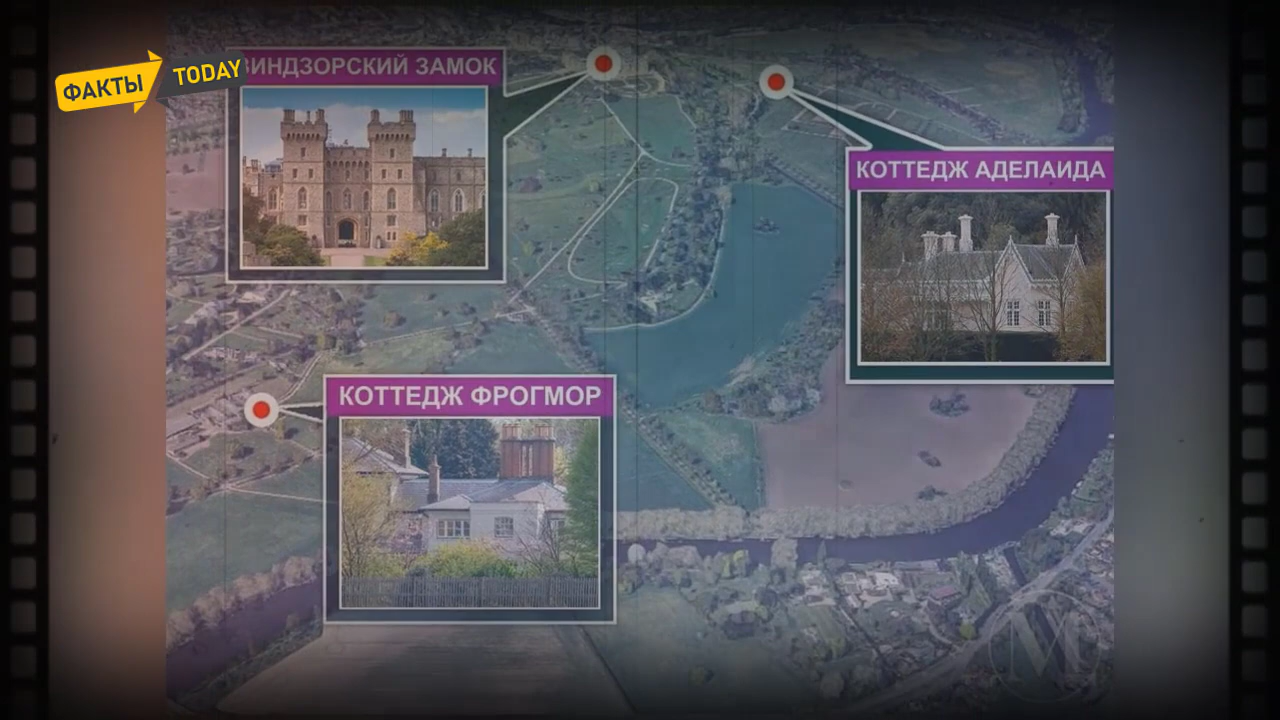 ФАКТЫ TODAY
ВИНДЗОРСКИЙ ЗАМОК
КОТТЕДЖ АДЕЛАИДА
КОТТЕДЖ ФРОГМОР
M